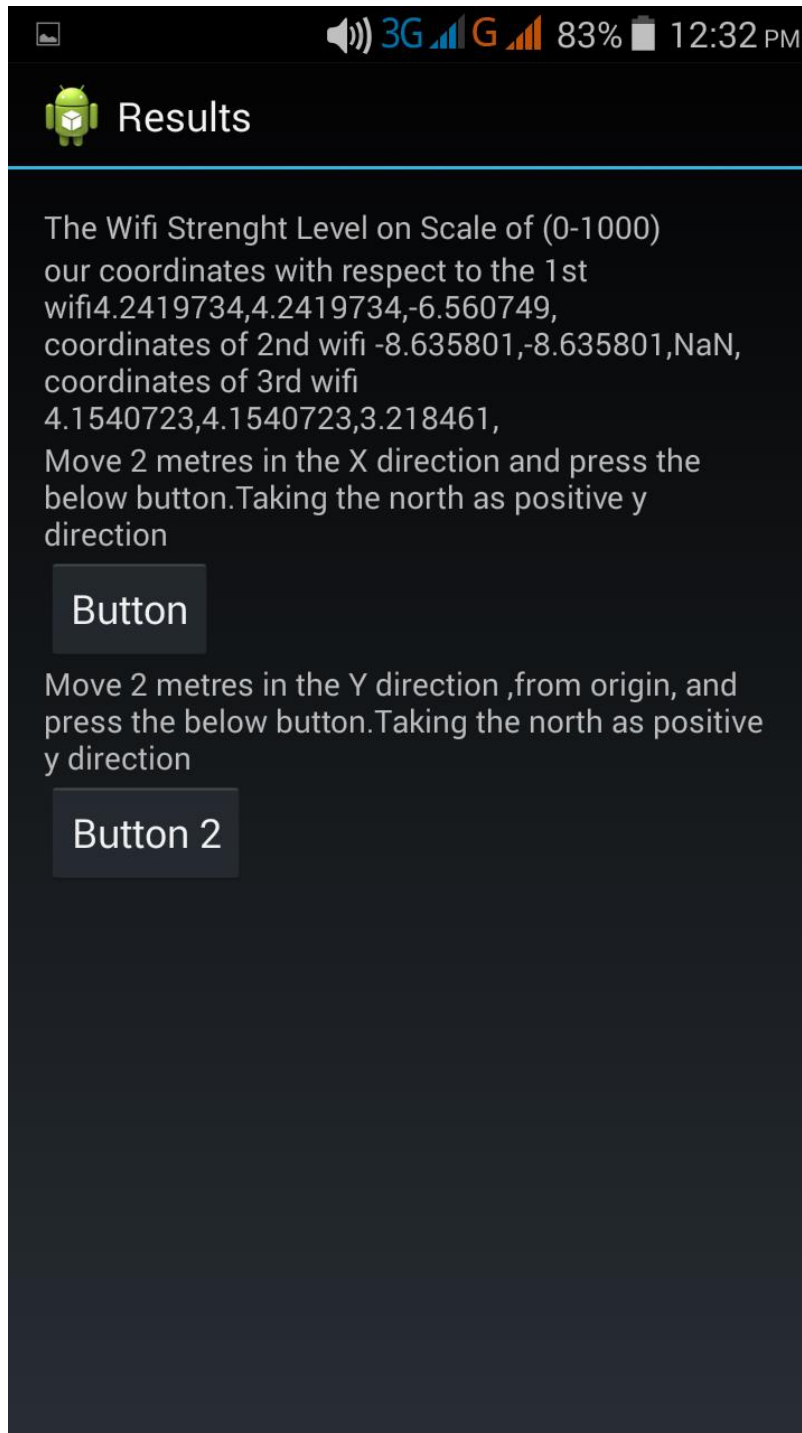 3G G 83% 12:32 PM
Results
The Wifi Strenght Level on Scale of (0-1000)
our coordinates with respect to the 1st
wifi4.2419734,4.2419734,-6.560749,
coordinates of 2nd wifi -8.635801,-8.635801,NaN,
coordinates of 3rd wifi
4.1540723,4.1540723,3.218461,
Move 2 metres in the X direction and press the
below button.Taking the north as positive y
direction
Button
Move 2 metres in the Y direction ,from origin, and
press the below button.Taking the north as positive
y direction
Button 2